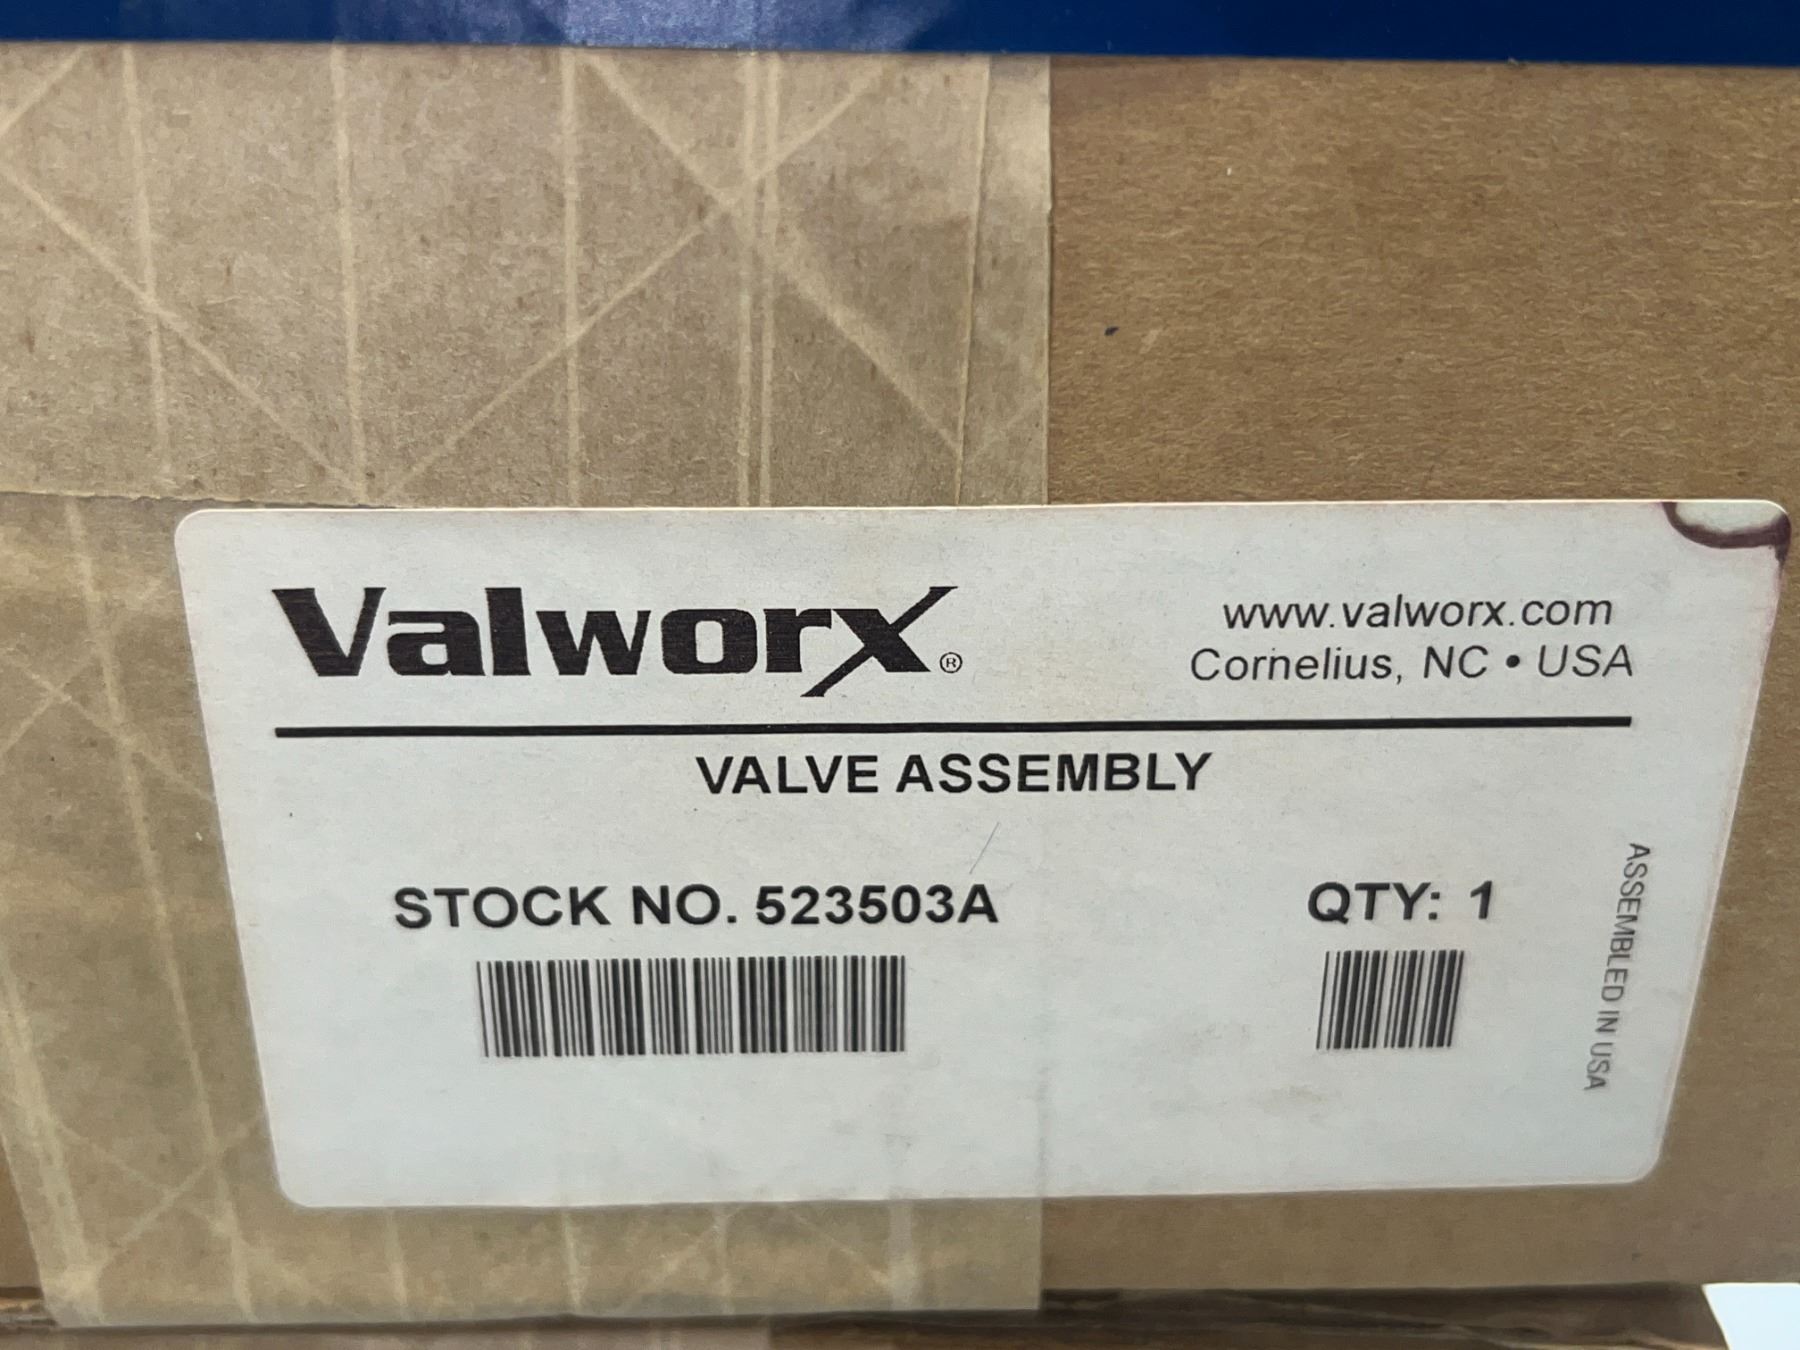 Valworx®
www.valworx.com
Cornelius, NC • USA
VALVE ASSEMBLY
STOCK NO. 523503A
QTY: 1
ASSEMBLED IN USA